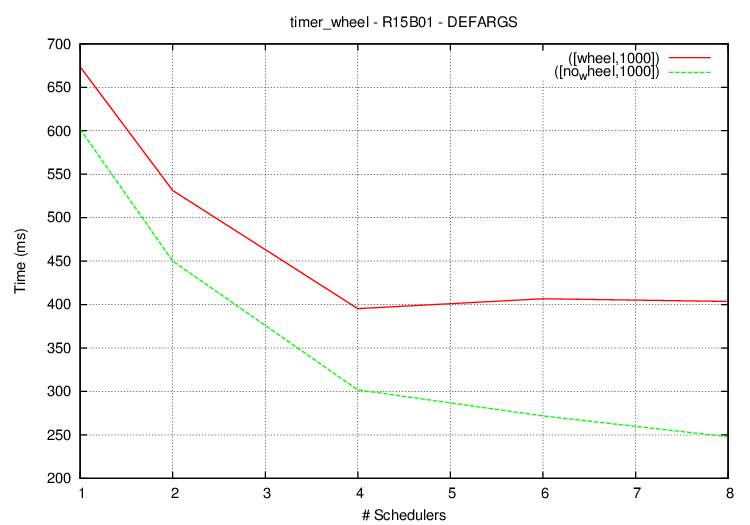 timer_wheel - R15B01 - DEFARGS
([wheel,1000])
([no_wheel,1000])
700
650
600
550
500
450
400
350
300
250
200
Time (ms)
1 2 3 4 5 6 7 8
# Schedulers